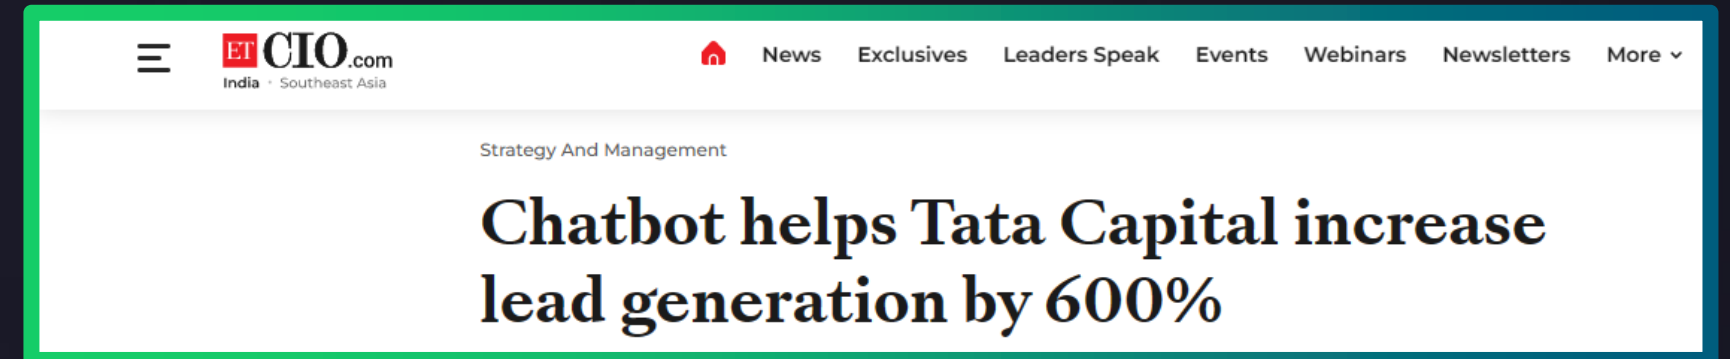 ET CIO.com
India • Southeast Asia
News Exclusives Leaders Speak Events Webinars Newsletters More
Strategy And Management
Chatbot helps Tata Capital increase
lead generation by 600%